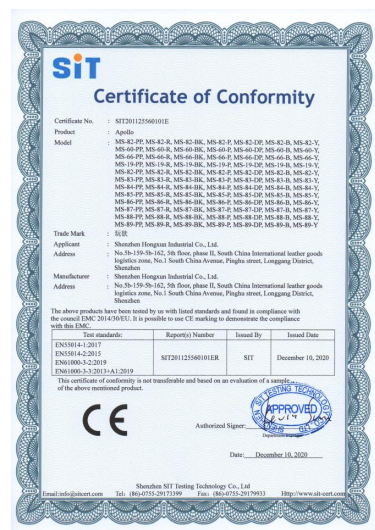 SiT
Certificate of Conformity
Certificate No. : SIT201125560101E
Product : Apollo
Model : MS-82-PP, MS-82-R, MS-82-BK, MS-82-P, MS-82-DP, MS-82-B, MS-82-Y,
MS-60-PP, MS-60-R, MS-60-BK, MS-60-P, MS-60-DP, MS-60-B, MS-60-Y,
MS-66-PP, MS-66-R, MS-66-BK, MS-66-P, MS-66-DP, MS-66-B, MS-66-Y,
MS-19-PP, MS-19-R, MS-19-BK, MS-19-P, MS-19-DP, MS-19-B, MS-19-Y,
MS-82-PP, MS-82-R, MS-82-BK, MS-82-P, MS-82-DP, MS-82-B, MS-82-Y,
MS-83-PP, MS-83-R, MS-83-BK, MS-83-P, MS-83-DP, MS-83-B, MS-83-Y,
MS-84-PP, MS-84-R, MS-84-BK, MS-84-P, MS-84-DP, MS-84-B, MS-84-Y,
MS-85-PP, MS-85-R, MS-85-BK, MS-85-P, MS-85-DP, MS-85-B, MS-85-Y,
MS-86-PP, MS-86-R, MS-86-BK, MS-86-P, MS-86-DP, MS-86-B, MS-86-Y,
MS-87-PP, MS-87-R, MS-87-BK, MS-87-P, MS-87-DP, MS-87-B, MS-87-Y,
MS-88-PP, MS-88-R, MS-88-BK, MS-88-P, MS-88-DP, MS-88-B, MS-88-Y,
MS-89-PP, MS-89-R, MS-89-BK, MS-89-P, MS-89-DP, MS-89-B, MS-89-Y
Trade Mark :
Applicant : Shenzhen Hongxun Industrial Co., Ltd.
Address : No.5b-159-5b-162, 5th floor, phase II, South China International leather goods
logistics zone, No.1 South China Avenue, Pinghu street, Longgang District,
Shenzhen
Manufacturer : Shenzhen Hongxun Industrial Co., Ltd.
Address : No.5b-159-5b-162, 5th floor, phase II, South China International leather goods
logistics zone, No.1 South China Avenue, Pinghu street, Longgang District,
Shenzhen
The above products have been tested by us with listed standards and found in compliance with
the council EMC 2014/30/EU. It is possible to use CE marking to demonstrate the compliance
with this EMC.
Test standards: Report(s) Number Issued By Issued Date
EN55014-1:2017
EN55014-2:2015
EN61000-3-2:2019
EN61000-3-3:2013+A1:2019
SIT201125560101ER SIT December 10, 2020
This certificate of conformity is not transferable and based on an evaluation of a sample
of the above mentioned product.
CE
SIT TESTING TECHNOLOGY
APPROVED
Authorized Signer:
Department manager
Date: December 10, 2020
Shenzhen SIT Testing Technology Co., Ltd
Email:info@sitcert.com Tel: (86)-0755-29173399 Fax: (86)-0755-29179933 Http://www.sit-cert.com